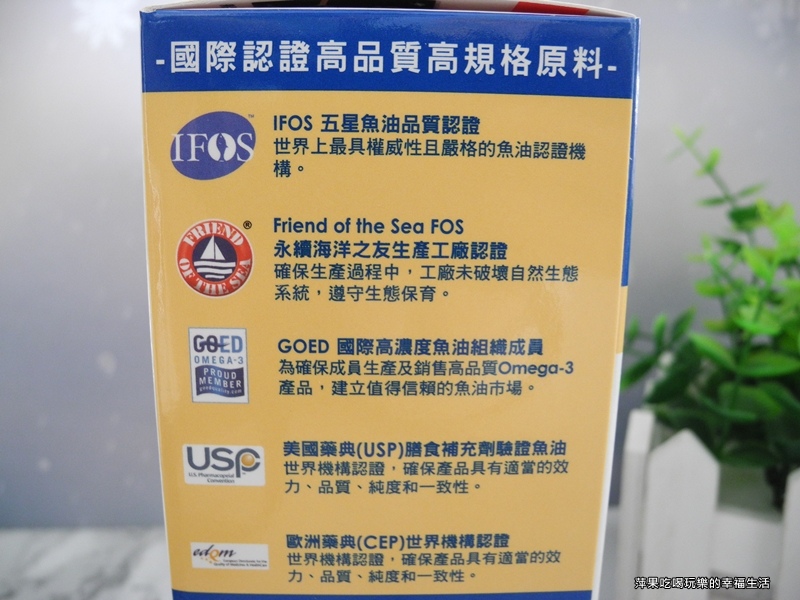 -國際認證高品質高規格原料-
IFOS™
IFOS 五星魚油品質認證
世界上最具權威性且嚴格的魚油認證機
構。
FRIEND OF THE SEA ®
Friend of the Sea FOS
永續海洋之友生產工廠認證
確保生產過程中，工廠未破壞自然生態
系統，遵守生態保育。
GOED
OMEGA-3
PROUD
MEMBER
GOED 國際高濃度魚油組織成員
為確保成員生產及銷售高品質Omega-3
產品，建立值得信賴的魚油市場。
USP
U.S. Pharmacopeial
Convention
美國藥典(USP)膳食補充劑驗證魚油
世界機構認證，確保產品具有適當的效
力、品質、純度和一致性。
edqm
歐洲藥典(CEP)世界機構認證
世界機構認證，確保產品具有適當的效
力、品質、純度和一致性。
萍果吃喝玩樂的幸福生活